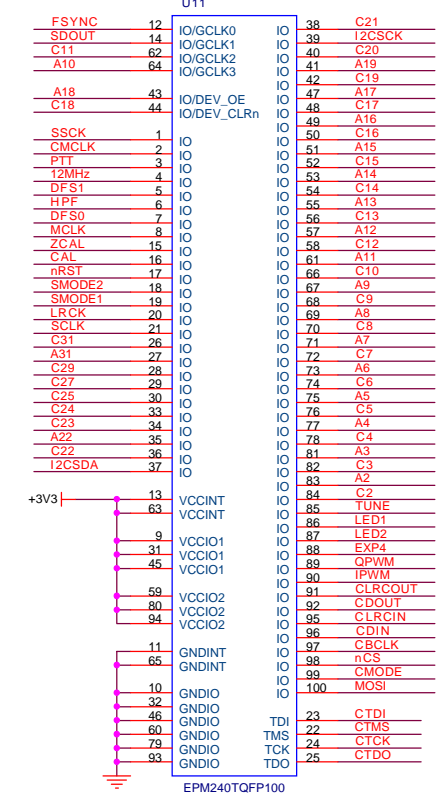 U11
FSYNC 12 IO/GCLK0
SDOUT 14 IO/GCLK1
C11 62 IO/GCLK2
A10 64 IO/GCLK3
A18 43 IO/DEV_OE
C18 44 IO/DEV_CLRn
SSCK 1 IO
CMCLK 2 IO
PTT 3 IO
12MHz 4 IO
DFS1 5 IO
HPF 6 IO
DFS0 7 IO
MCLK 8 IO
ZCAL 15 IO
CAL 16 IO
nRST 17 IO
SMODE2 18 IO
SMODE1 19 IO
LRCK 20 IO
SCLK 21 IO
C31 26 IO
A31 27 IO
C29 28 IO
C27 29 IO
C25 30 IO
C24 33 IO
C23 34 IO
A22 35 IO
C22 36 IO
I2CSDA 37 IO
+3V3
13 VCCINT
63 VCCINT
9 VCCIO1
31 VCCIO1
45 VCCIO1
59 VCCIO2
80 VCCIO2
94 VCCIO2
11 GNDINT
65 GNDINT
10 GNDIO
32 GNDIO
46 GNDIO
60 GNDIO
79 GNDIO
93 GNDIO
IO 38 C21
IO 39 I2CSCK
IO 40 C20
IO 41 A19
IO 42 C19
IO 47 A17
IO 48 C17
IO 49 A16
IO 50 C16
IO 51 A15
IO 52 C15
IO 53 A14
IO 54 C14
IO 55 A13
IO 56 C13
IO 57 A12
IO 58 C12
IO 61 A11
IO 66 C10
IO 67 A9
IO 68 C9
IO 69 A8
IO 70 C8
IO 71 A7
IO 72 C7
IO 73 A6
IO 74 C6
IO 75 A5
IO 76 C5
IO 77 A4
IO 78 C4
IO 81 A3
IO 82 C3
IO 83 A2
IO 84 C2
IO 85 TUNE
IO 86 LED1
IO 87 LED2
IO 88 EXP4
IO 89 QPWM
IO 90 IPWM
IO 91 CLRCOUT
IO 92 CDOUT
IO 95 CLRCIN
IO 96 CDIN
IO 97 CBCLK
IO 98 nCS
IO 99 CMODE
IO 100 MOSI
TDI 23 CTDI
TMS 22 CTMS
TCK 24 CTCK
TDO 25 CTDO
EPM240TQFP100